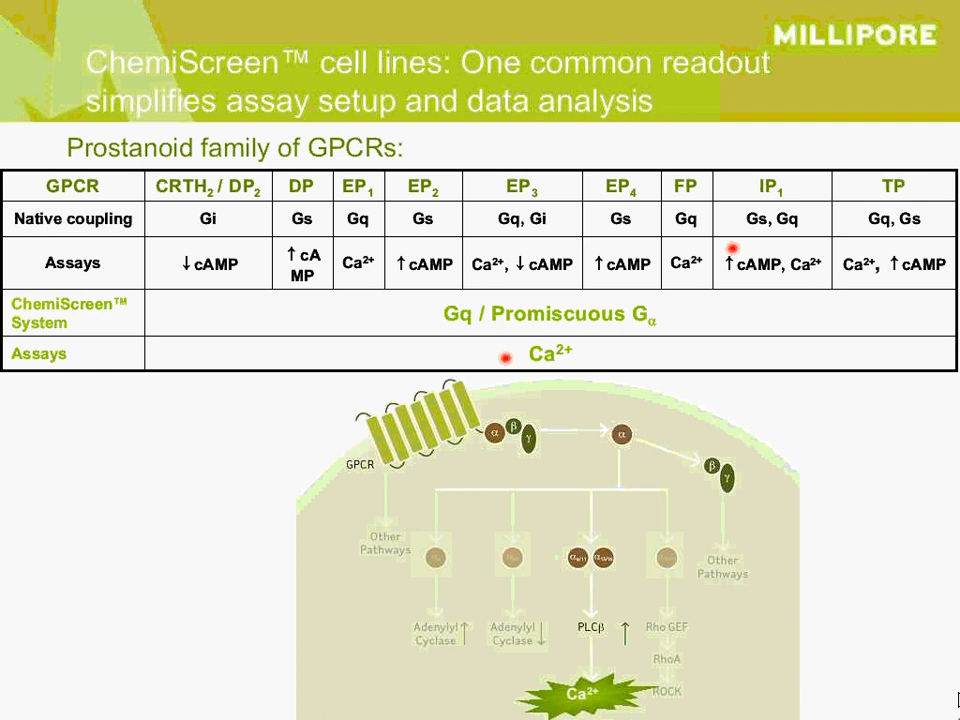 MILLIPORE
ChemiScreen™ cell lines: One common readout
simplifies assay setup and data analysis
Prostanoid family of GPCRs:
GPCR CRTH₂ / DP₂ DP EP₁ EP₂ EP₃ EP₄ FP IP₁ TP
Native coupling Gi Gs Gq Gs Gq, Gi Gs Gq Gs, Gq Gq, Gs
Assays ↓cAMP ↑cA Ca²⁺ ↑cAMP Ca²⁺, ↓cAMP ↑cAMP Ca²⁺ ↑cAMP, Ca²⁺ Ca²⁺, ↑cAMP
MP
ChemiScreen™
System
Gq / Promiscuous Gα
Assays Ca²⁺
α β γ α
GPCR
β γ
Other
Pathways
α₁₅/₁₆
Other
Pathways
Adenylyl ↑
Cyclase
Adenylyl ↓
Cyclase
PLCβ ↑
Rho GEF
RhoA
ROCK
Ca²⁺